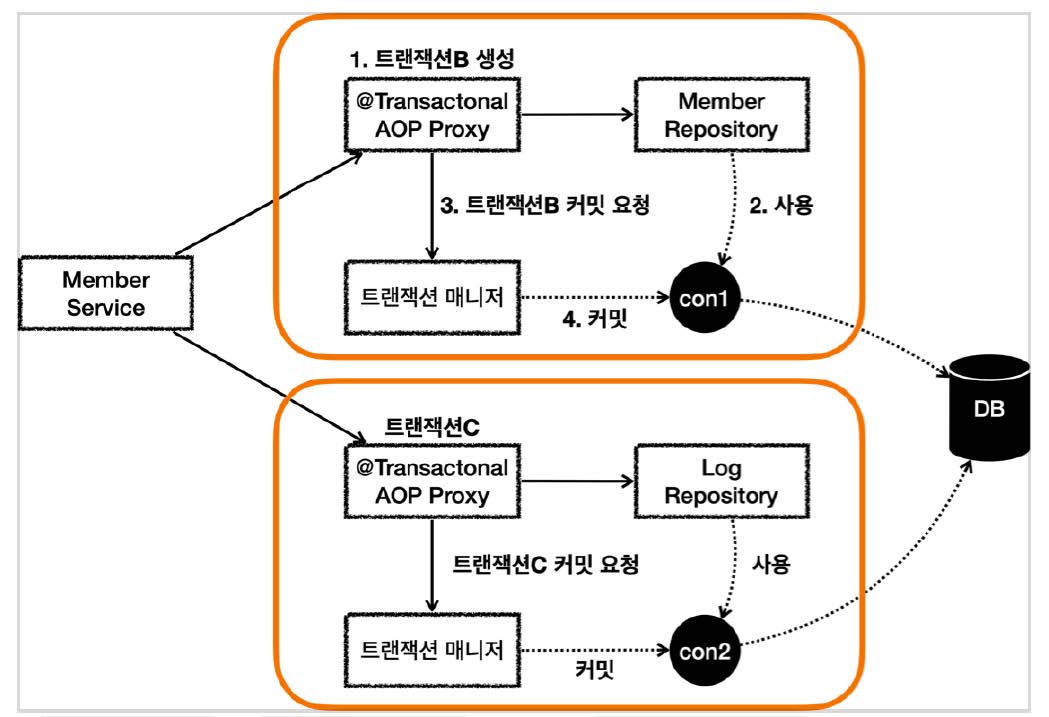 1. 트랜잭션B 생성
@Transactonal
AOP Proxy
Member
Repository
3. 트랜잭션B 커밋 요청
2. 사용
Member
Service
트랜잭션 매니저
4. 커밋
con1
DB
트랜잭션C
@Transactonal
AOP Proxy
Log
Repository
트랜잭션C 커밋 요청
사용
트랜잭션 매니저
커밋
con2